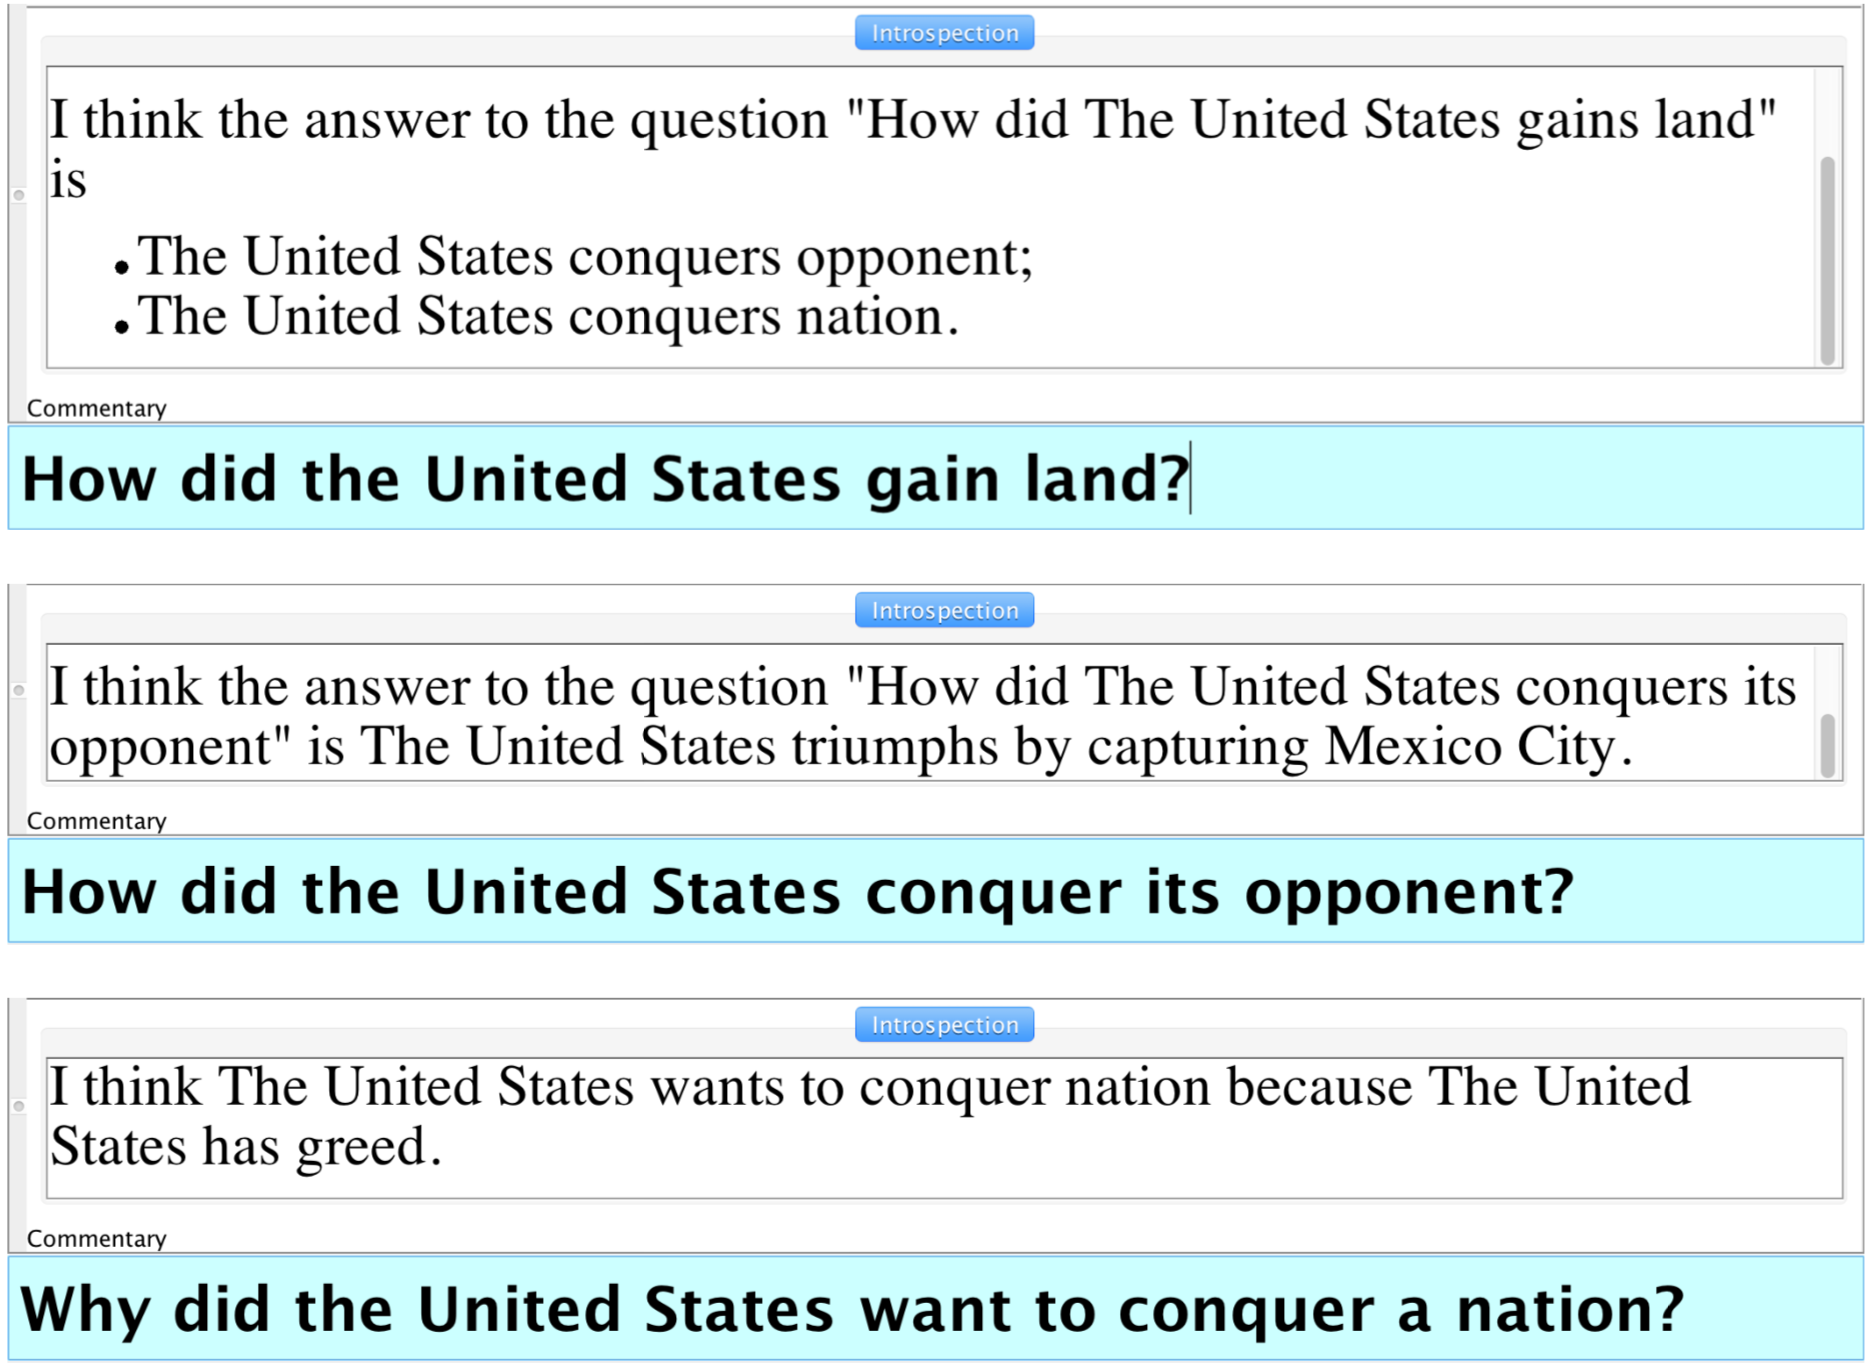 Introspection
I think the answer to the question "How did The United States gains land"
is
•The United States conquers opponent;
•The United States conquers nation.
Commentary
How did the United States gain land?
Introspection
I think the answer to the question "How did The United States conquers its
opponent" is The United States triumphs by capturing Mexico City.
Commentary
How did the United States conquer its opponent?
Introspection
I think The United States wants to conquer nation because The United
States has greed.
Commentary
Why did the United States want to conquer a nation?